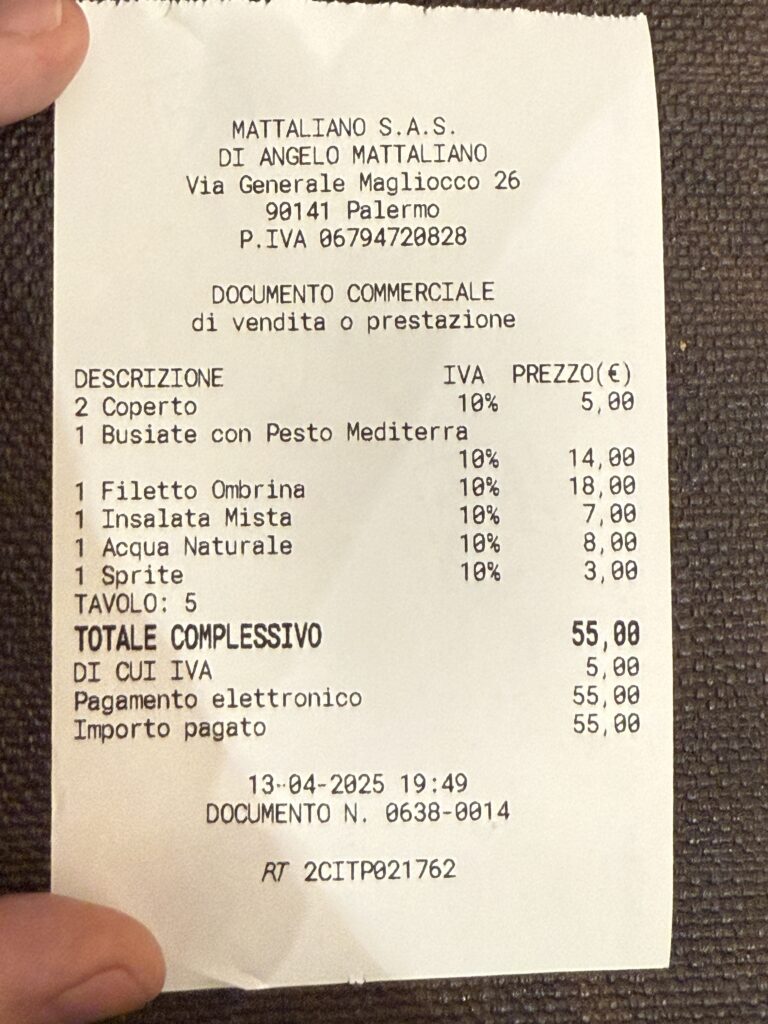 MATTALIANO S.A.S.
DI ANGELO MATTALIANO
Via Generale Magliocco 26
90141 Palermo
P.IVA 06794720828
DOCUMENTO COMMERCIALE
di vendita o prestazione
DESCRIZIONE IVA PREZZO(€)
2 Coperto 10% 5,00
1 Busiate con Pesto Mediterra
10% 14,00
1 Filetto Ombrina 10% 18,00
1 Insalata Mista 10% 7,00
1 Acqua Naturale 10% 8,00
1 Sprite 10% 3,00
TAVOLO: 5
TOTALE COMPLESSIVO 55,00
DI CUI IVA 5,00
Pagamento elettronico 55,00
Importo pagato 55,00
13-04-2025 19:49
DOCUMENTO N. 0638-0014
RT 2CITP021762